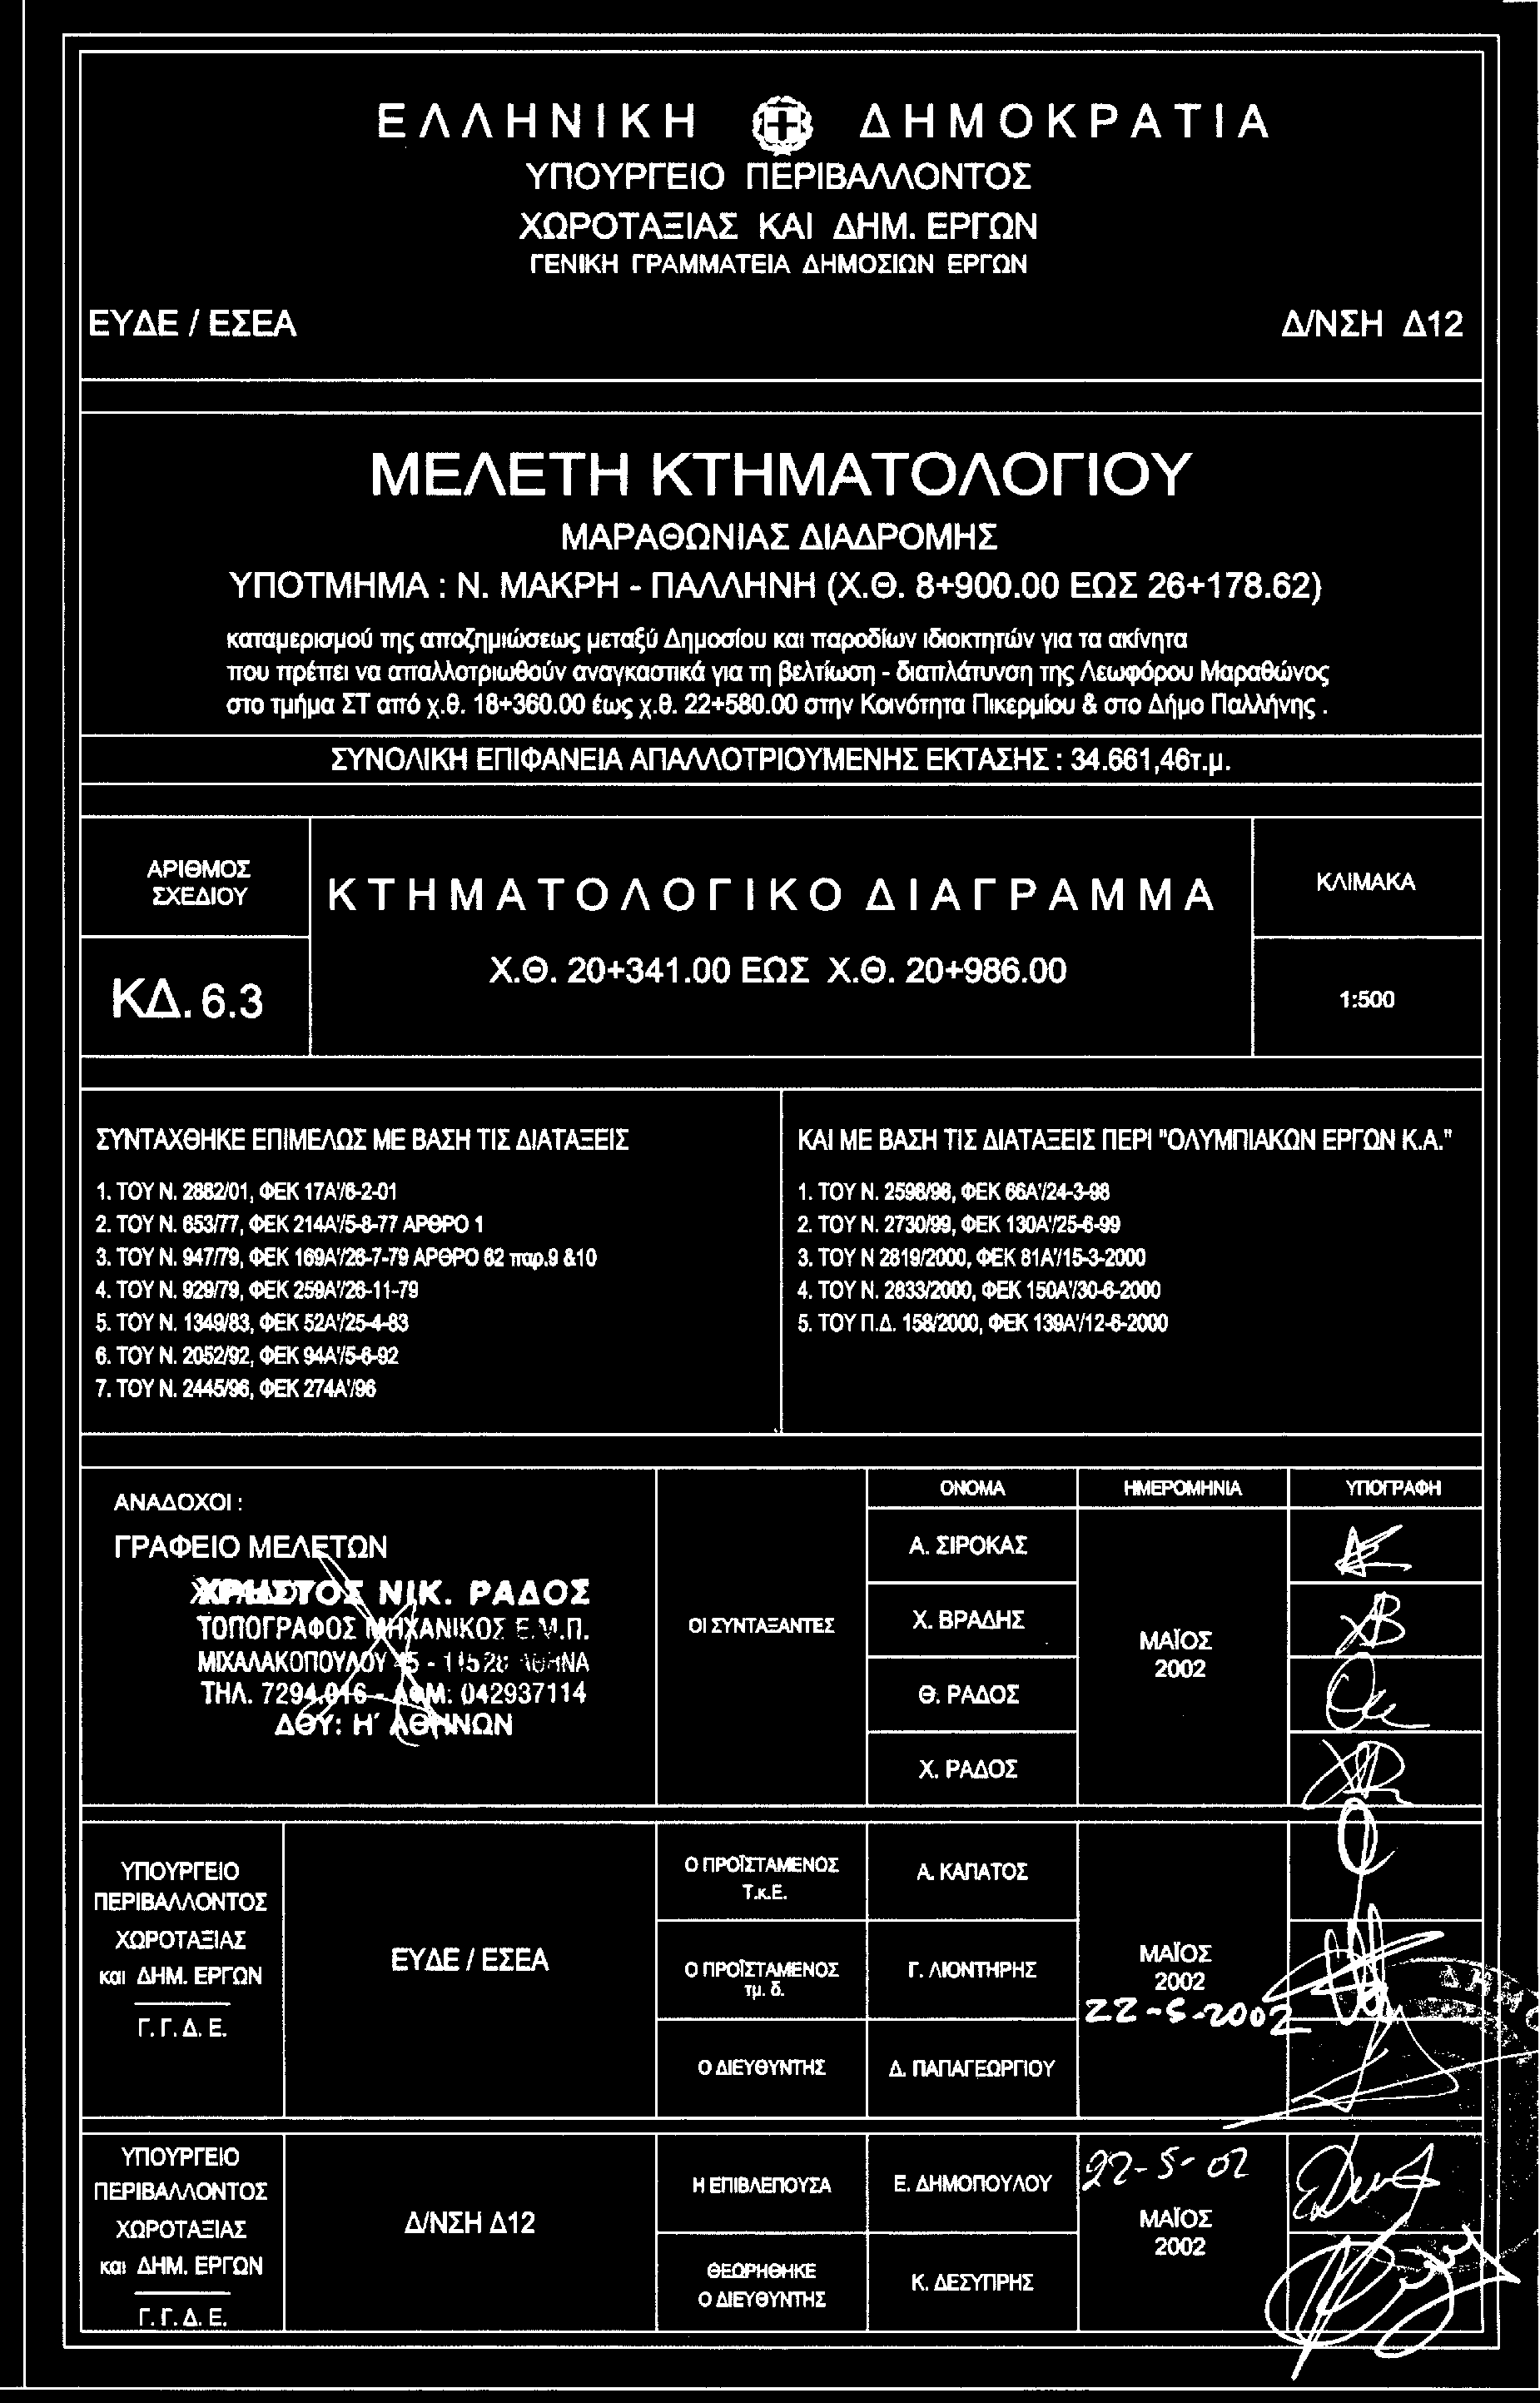 ΕΛΛΗΝΙΚΗ ΔΗΜΟΚΡΑΤΙΑ
ΥΠΟΥΡΓΕΙΟ ΠΕΡΙΒΑΛΛΟΝΤΟΣ
ΧΩΡΟΤΑΞΙΑΣ ΚΑΙ ΔΗΜ. ΕΡΓΩΝ
ΓΕΝΙΚΗ ΓΡΑΜΜΑΤΕΙΑ ΔΗΜΟΣΙΩΝ ΕΡΓΩΝ
ΕΥΔΕ / ΕΣΕΑ Δ/ΝΣΗ Δ12
ΜΕΛΕΤΗ ΚΤΗΜΑΤΟΛΟΓΙΟΥ
ΜΑΡΑΘΩΝΙΑΣ ΔΙΑΔΡΟΜΗΣ
ΥΠΟΤΜΗΜΑ : Ν. ΜΑΚΡΗ - ΠΑΛΛΗΝΗ (Χ.Θ. 8+900.00 ΕΩΣ 26+178.62)
καταμερισμού της αποζημιώσεως μεταξύ Δημοσίου και παροδίων ιδιοκτητών για τα ακίνητα
που πρέπει να απαλλοτριωθούν αναγκαστικά για τη βελτίωση - διαπλάτυνση της Λεωφόρου Μαραθώνος
στο τμήμα ΣΤ από χ.θ. 18+360.00 έως χ.θ. 22+580.00 στην Κοινότητα Πικερμίου & στο Δήμο Παλλήνης .
ΣΥΝΟΛΙΚΗ ΕΠΙΦΑΝΕΙΑ ΑΠΑΛΛΟΤΡΙΟΥΜΕΝΗΣ ΕΚΤΑΣΗΣ : 34.661,46τ.μ.
ΑΡΙΘΜΟΣ
ΣΧΕΔΙΟΥ
ΚΔ. 6.3
ΚΤΗΜΑΤΟΛΟΓΙΚΟ ΔΙΑΓΡΑΜΜΑ
Χ.Θ. 20+341.00 ΕΩΣ Χ.Θ. 20+986.00
ΚΛΙΜΑΚΑ
1:500
ΣΥΝΤΑΧΘΗΚΕ ΕΠΙΜΕΛΩΣ ΜΕ ΒΑΣΗ ΤΙΣ ΔΙΑΤΑΞΕΙΣ
1. ΤΟΥ Ν. 2882/01, ΦΕΚ 17Α'/6-2-01
2. ΤΟΥ Ν. 653/77, ΦΕΚ 214Α'/5-8-77 ΑΡΘΡΟ 1
3. ΤΟΥ Ν. 947/79, ΦΕΚ 169Α'/26-7-79 ΑΡΘΡΟ 62 παρ.9 &10
4. ΤΟΥ Ν. 929/79, ΦΕΚ 259Α'/26-11-79
5. ΤΟΥ Ν. 1349/83, ΦΕΚ 52Α'/25-4-83
6. ΤΟΥ Ν. 2052/92, ΦΕΚ 94Α'/5-6-92
7. ΤΟΥ Ν. 2445/96, ΦΕΚ 274Α'/96
ΚΑΙ ΜΕ ΒΑΣΗ ΤΙΣ ΔΙΑΤΑΞΕΙΣ ΠΕΡΙ "ΟΛΥΜΠΙΑΚΩΝ ΕΡΓΩΝ Κ.Α."
1. ΤΟΥ Ν. 2598/98, ΦΕΚ 66Α'/24-3-98
2. ΤΟΥ Ν. 2730/99, ΦΕΚ 130Α'/25-6-99
3. ΤΟΥ Ν 2819/2000, ΦΕΚ 81Α'/15-3-2000
4. ΤΟΥ Ν. 2833/2000, ΦΕΚ 150Α'/30-6-2000
5. ΤΟΥ Π.Δ. 158/2000, ΦΕΚ 139Α'/12-6-2000
ΑΝΑΔΟΧΟΙ :
ΓΡΑΦΕΙΟ ΜΕΛΕΤΩΝ
ΧΡΗΣΤΟΣ ΝΙΚ. ΡΑΔΟΣ
ΤΟΠΟΓΡΑΦΟΣ ΜΗΧΑΝΙΚΟΣ Ε.Μ.Π.
ΜΙΧΑΛΑΚΟΠΟΥΛΟΥ 45 - 11528 ΑΘΗΝΑ
ΤΗΛ. 7294.016 - ΑΦΜ: 042937114
ΔΟΥ: Η' ΑΘΗΝΩΝ
ΟΙ ΣΥΝΤΑΞΑΝΤΕΣ
ΟΝΟΜΑ ΗΜΕΡΟΜΗΝΙΑ ΥΠΟΓΡΑΦΗ
Α. ΣΙΡΟΚΑΣ
Χ. ΒΡΑΔΗΣ
Θ. ΡΑΔΟΣ
Χ. ΡΑΔΟΣ
ΜΑΪΟΣ
2002
ΥΠΟΥΡΓΕΙΟ
ΠΕΡΙΒΑΛΛΟΝΤΟΣ
ΧΩΡΟΤΑΞΙΑΣ
και ΔΗΜ. ΕΡΓΩΝ
Γ. Γ. Δ. Ε.
ΕΥΔΕ / ΕΣΕΑ
Ο ΠΡΟΪΣΤΑΜΕΝΟΣ
Τ.κ.Ε.
Α. ΚΑΠΑΤΟΣ
Ο ΠΡΟΪΣΤΑΜΕΝΟΣ
τμ. δ.
Γ. ΛΙΟΝΤΗΡΗΣ
Ο ΔΙΕΥΘΥΝΤΗΣ
Δ. ΠΑΠΑΓΕΩΡΓΙΟΥ
ΜΑΪΟΣ
2002
22-5-2002
ΥΠΟΥΡΓΕΙΟ
ΠΕΡΙΒΑΛΛΟΝΤΟΣ
ΧΩΡΟΤΑΞΙΑΣ
και ΔΗΜ. ΕΡΓΩΝ
Γ. Γ. Δ. Ε.
Δ/ΝΣΗ Δ12
Η ΕΠΙΒΛΕΠΟΥΣΑ
Ε. ΔΗΜΟΠΟΥΛΟΥ
ΘΕΩΡΗΘΗΚΕ
Ο ΔΙΕΥΘΥΝΤΗΣ
Κ. ΔΕΣΥΠΡΗΣ
22-5-02
ΜΑΪΟΣ
2002